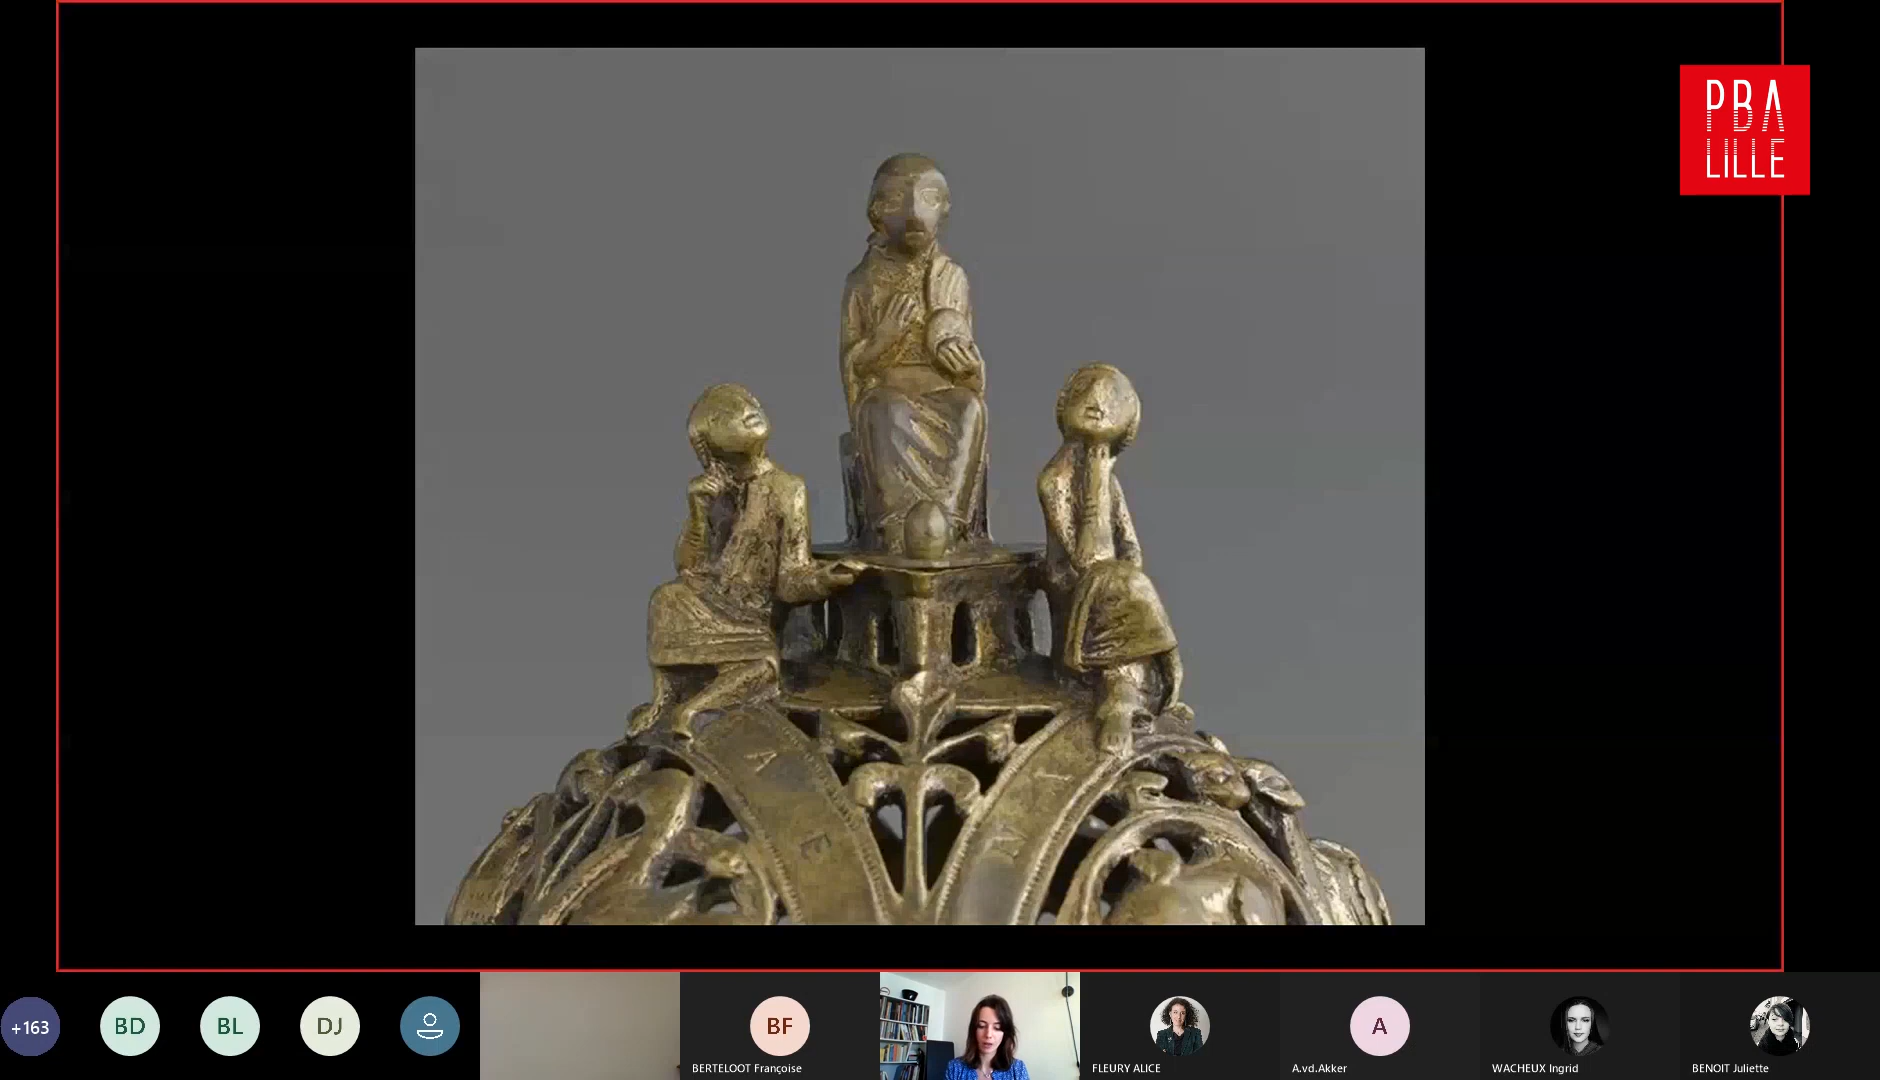 PBA
LILLE
A
E
+163
BD
BL
DJ
BF
BERTELOOT Françoise
FLEURY ALICE
A
A.vd.Akker
WACHEUX Ingrid
BENOIT Juliette